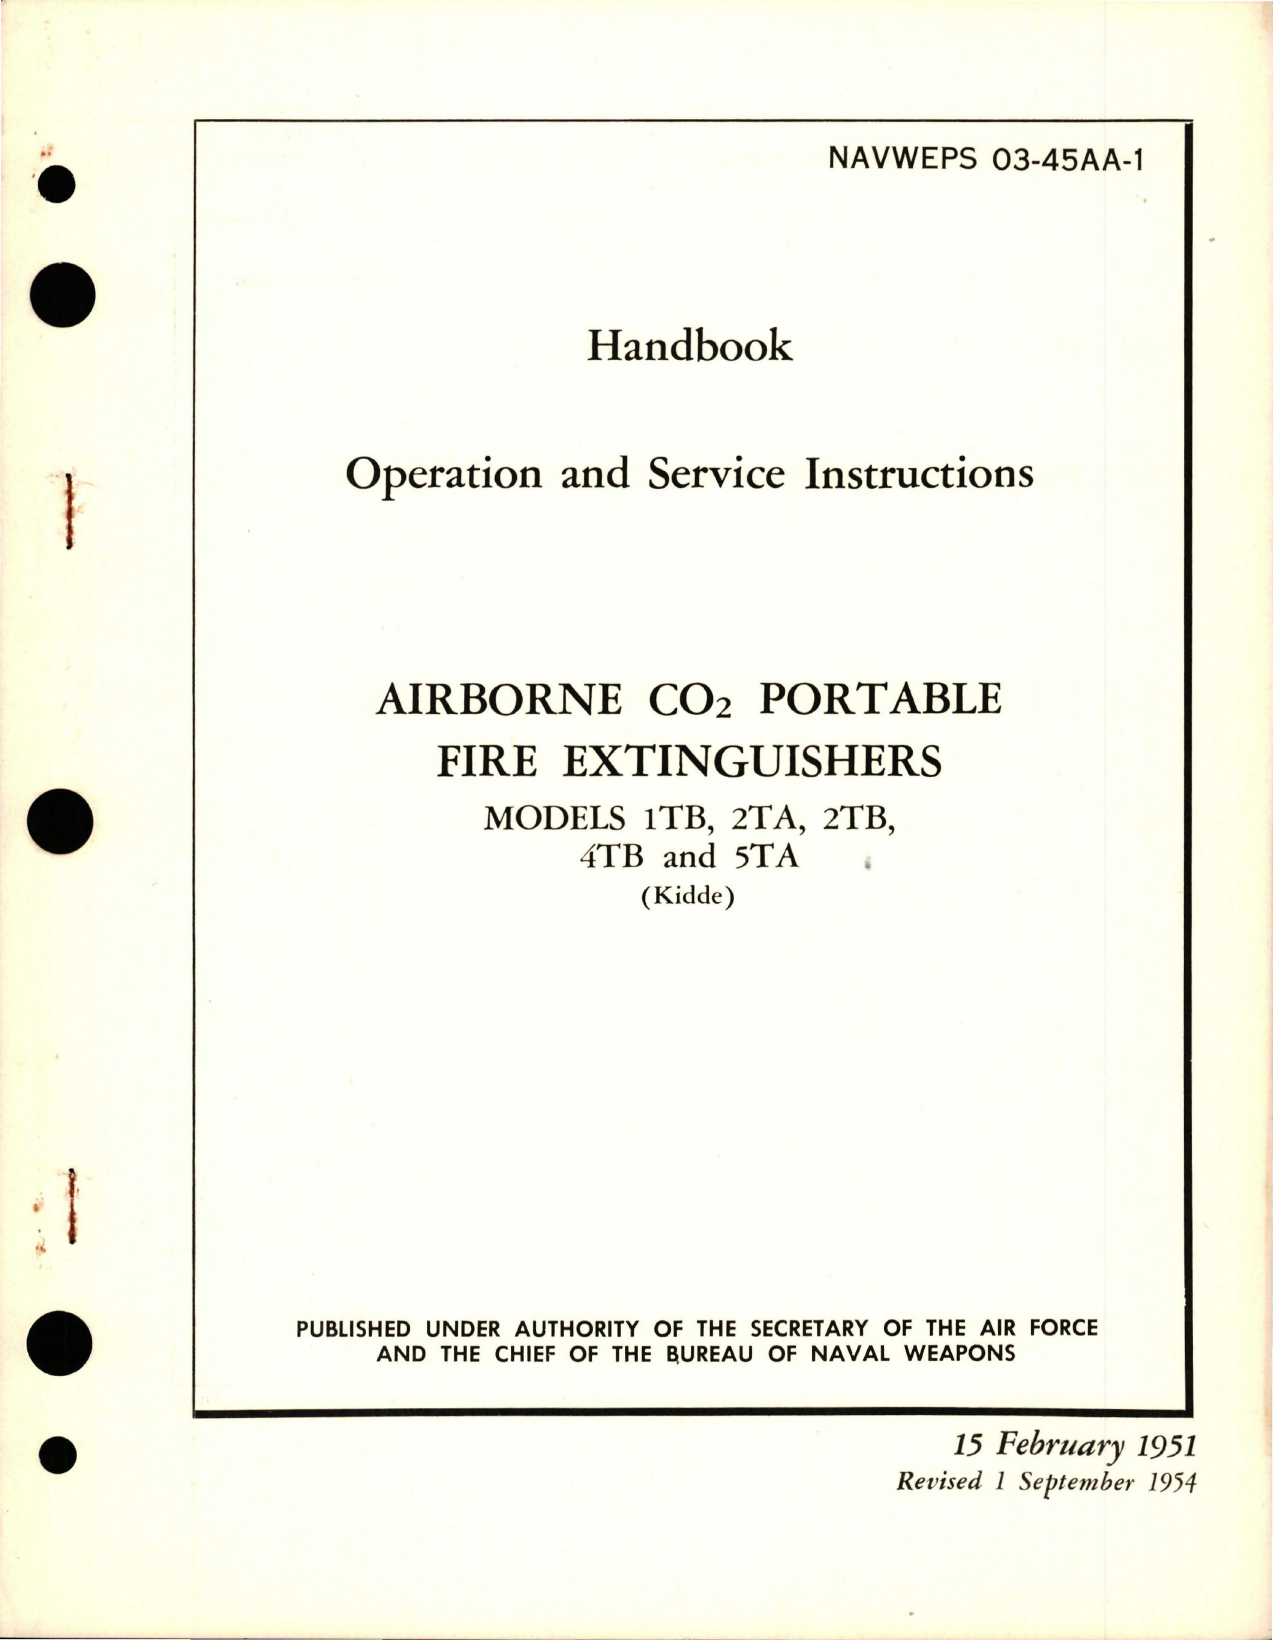 NAVWEPS 03-45AA-1
Handbook
Operation and Service Instructions
AIRBORNE CO₂ PORTABLE
FIRE EXTINGUISHERS
MODELS 1TB, 2TA, 2TB,
4TB and 5TA
(Kidde)
PUBLISHED UNDER AUTHORITY OF THE SECRETARY OF THE AIR FORCE
AND THE CHIEF OF THE BUREAU OF NAVAL WEAPONS
15 February 1951
Revised 1 September 1954